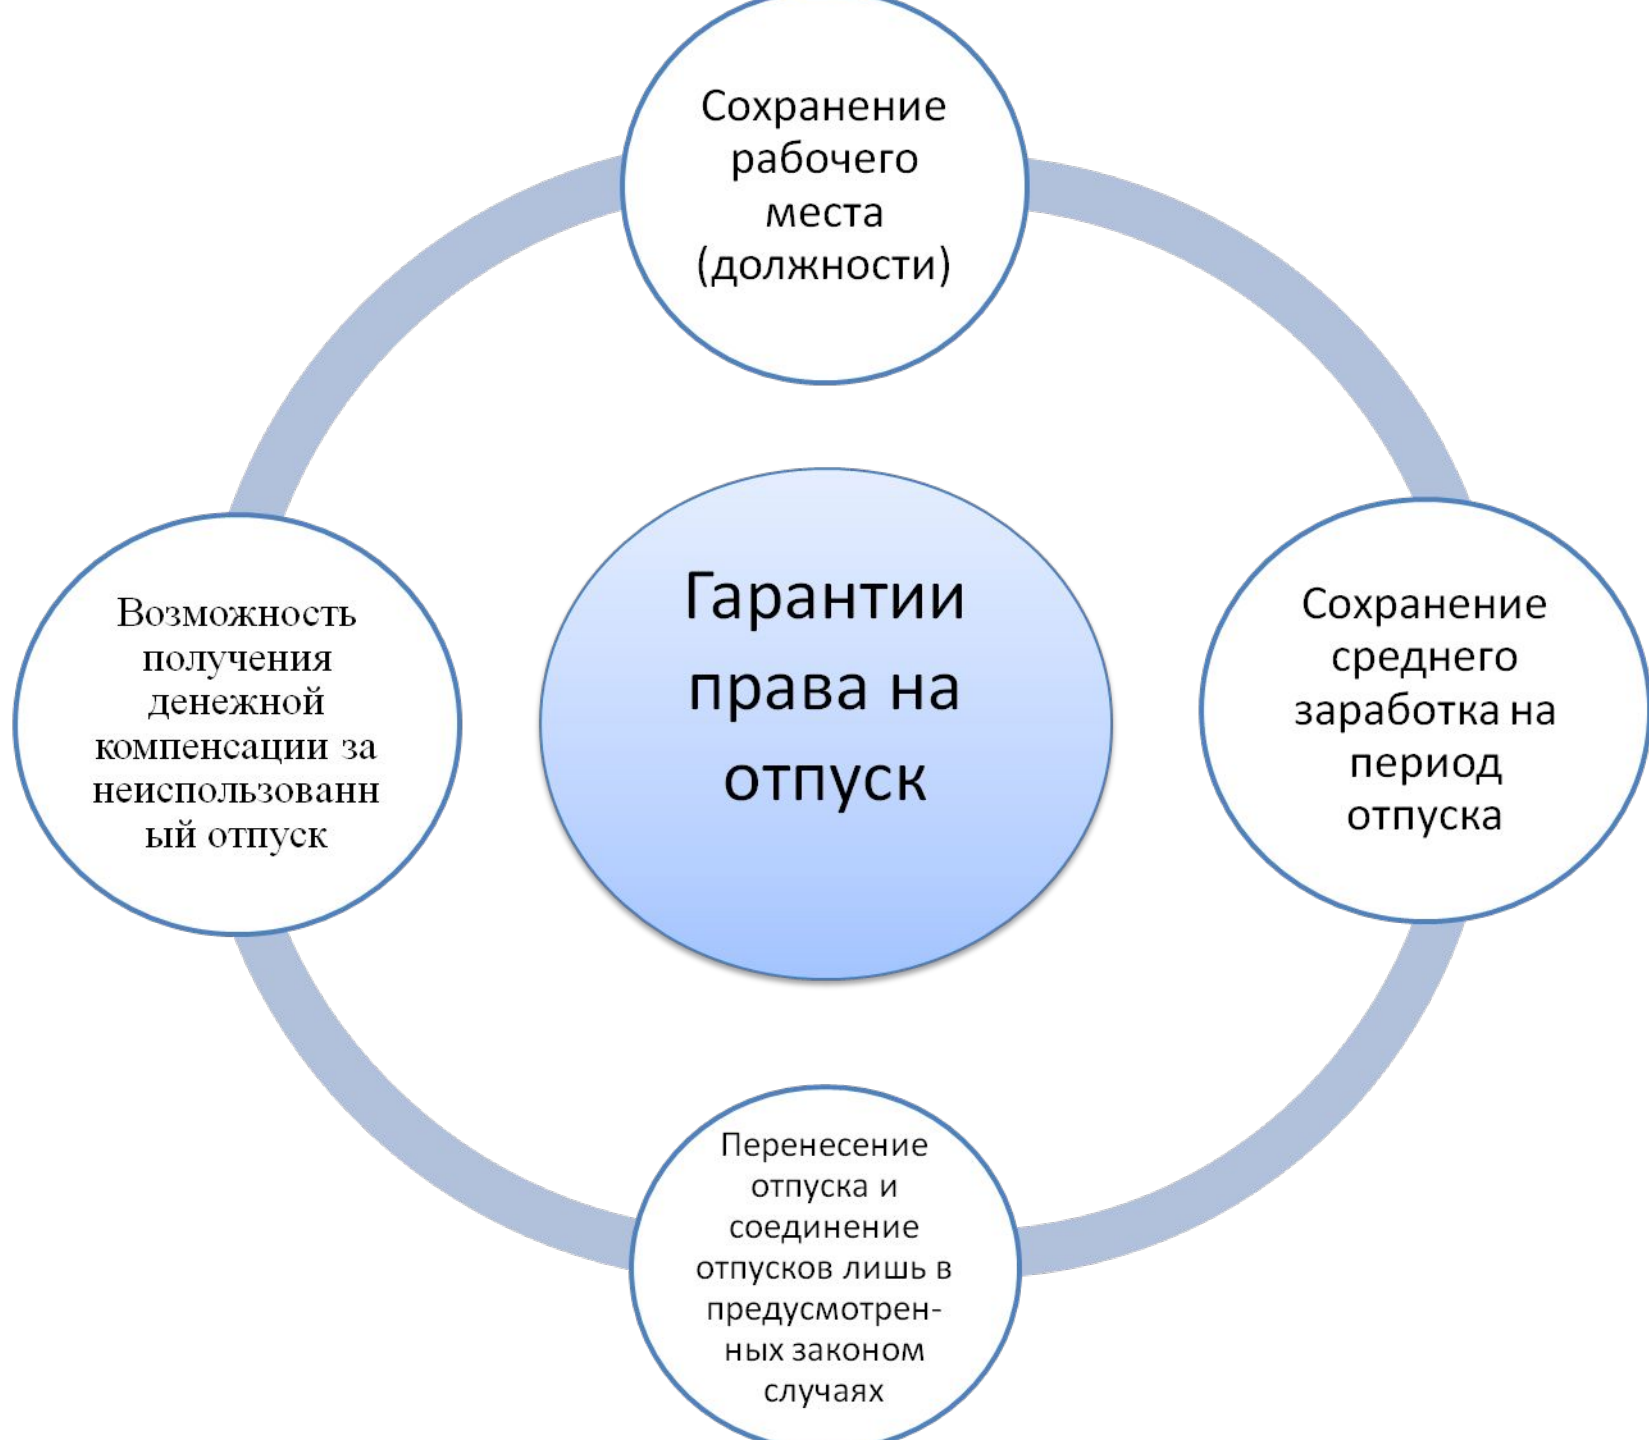 Сохранение
рабочего
места
(должности)
Гарантии
права на
отпуск
Возможность
получения
денежной
компенсации за
неиспользованн
ый отпуск
Сохранение
среднего
заработка на
период
отпуска
Перенесение
отпуска и
соединение
отпусков лишь в
предусмотрен-
ных законом
случаях